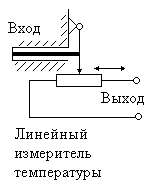 Вход
Выход
Линейный
измеритель
температуры